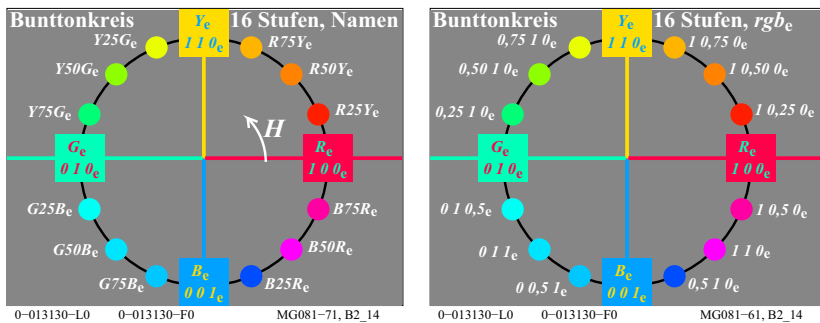 Bunttonkreis 16 Stufen, Namen
Yₑ
1 1 0ₑ
Y25Gₑ R75Yₑ
Y50Gₑ R50Yₑ
Y75Gₑ R25Yₑ
H
Gₑ Rₑ
0 1 0ₑ 1 0 0ₑ
G25Bₑ B75Rₑ
G50Bₑ B50Rₑ
G75Bₑ B25Rₑ
Bₑ
0 0 1ₑ
0−013130−L0 0−013130−F0 MG081−71, B2_14
Bunttonkreis 16 Stufen, rgbₑ
Yₑ
1 1 0ₑ
0,75 1 0ₑ 1 0,75 0ₑ
0,50 1 0ₑ 1 0,50 0ₑ
0,25 1 0ₑ 1 0,25 0ₑ
Gₑ Rₑ
0 1 0ₑ 1 0 0ₑ
0 1 0,5ₑ 1 0,5 0ₑ
0 1 1ₑ 1 1 0ₑ
0 0,5 1ₑ 0,5 1 0ₑ
Bₑ
0 0 1ₑ
0−013130−L0 0−013130−F0 MG081−61, B2_14